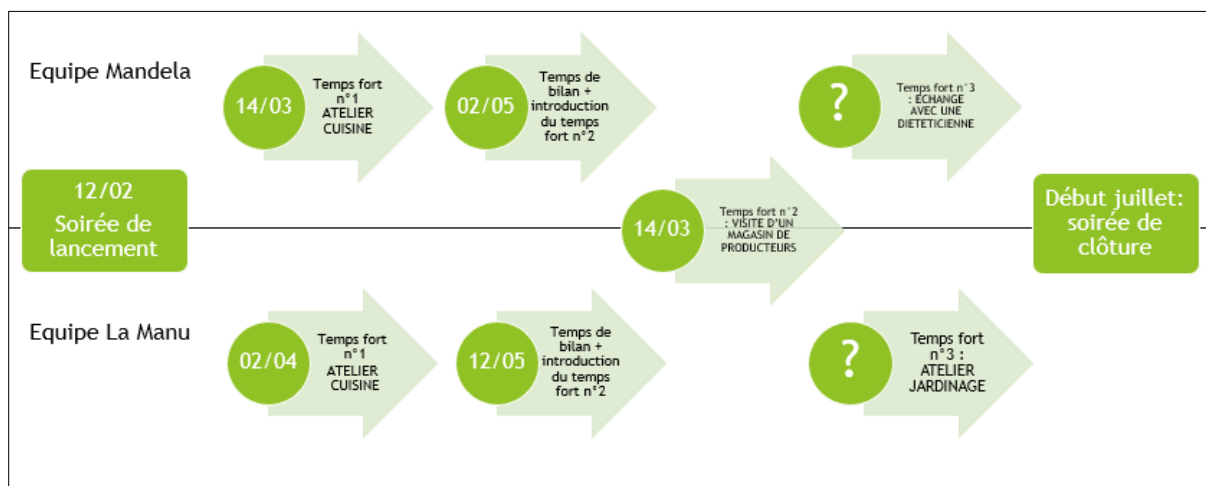 Equipe Mandela
14/03
Temps fort
n°1
ATELIER
CUISINE
02/05
Temps de
bilan +
introduction
du temps
fort n°2
?
Temps fort n°3
: ECHANGE
AVEC UNE
DIETETICIENNE
12/02
Soirée de
lancement
14/03
Temps fort n°2
: VISITE D'UN
MAGASIN DE
PRODUCTEURS
Début juillet:
soirée de
clôture
Equipe La Manu
02/04
Temps fort
n°1
ATELIER
CUISINE
12/05
Temps de
bilan +
introduction
du temps
fort n°2
?
Temps fort
n°3 :
ATELIER
JARDINAGE